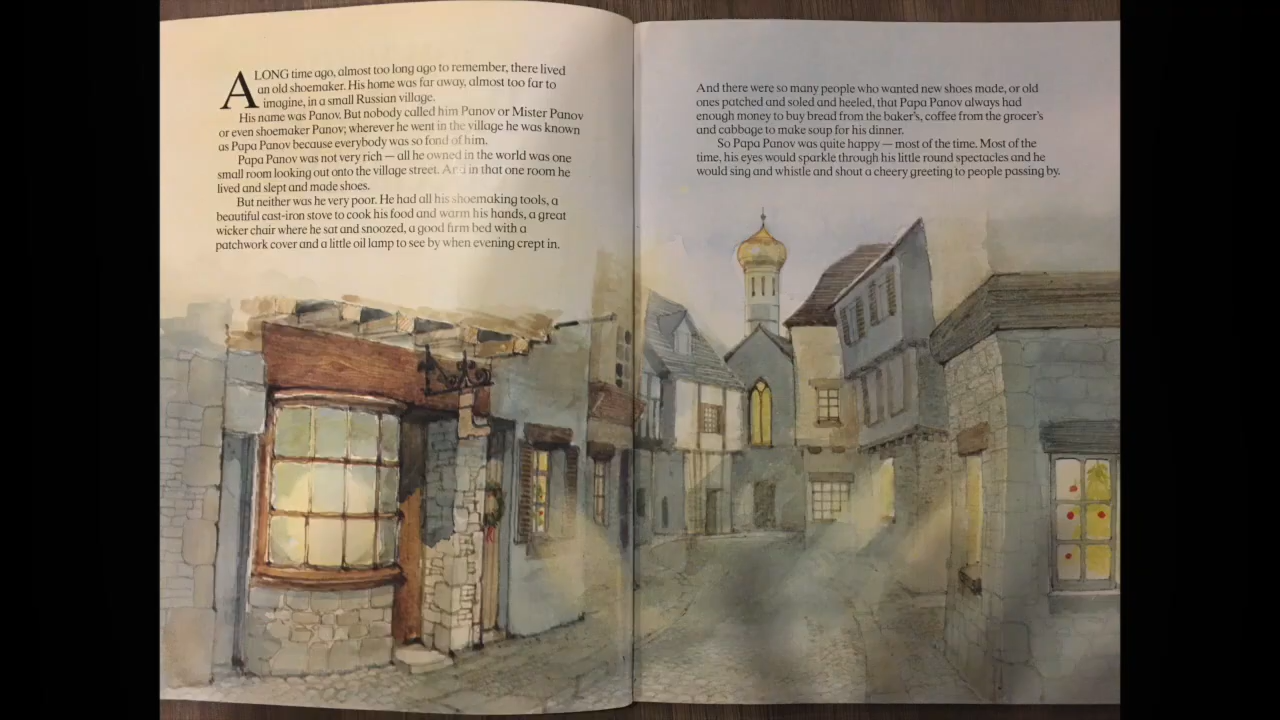 A LONG time ago, almost too long ago to remember, there lived
an old shoemaker. His home was far away, almost too far to
imagine, in a small Russian village.
His name was Panov. But nobody called him Panov or Mister Panov
or even shoemaker Panov; wherever he went in the village he was known
as Papa Panov because everybody was so fond of him.
Papa Panov was not very rich — all he owned in the world was one
small room looking out onto the village street. And in that one room he
lived and slept and made shoes.
But neither was he very poor. He had all his shoemaking tools, a
beautiful cast-iron stove to cook his food and warm his hands, a great
wicker chair where he sat and snoozed, a good firm bed with a
patchwork cover and a little oil lamp to see by when evening crept in.
And there were so many people who wanted new shoes made, or old
ones patched and soled and heeled, that Papa Panov always had
enough money to buy bread from the baker's, coffee from the grocer's
and cabbage to make soup for his dinner.
So Papa Panov was quite happy — most of the time. Most of the
time, his eyes would sparkle through his little round spectacles and he
would sing and whistle and shout a cheery greeting to people passing by.